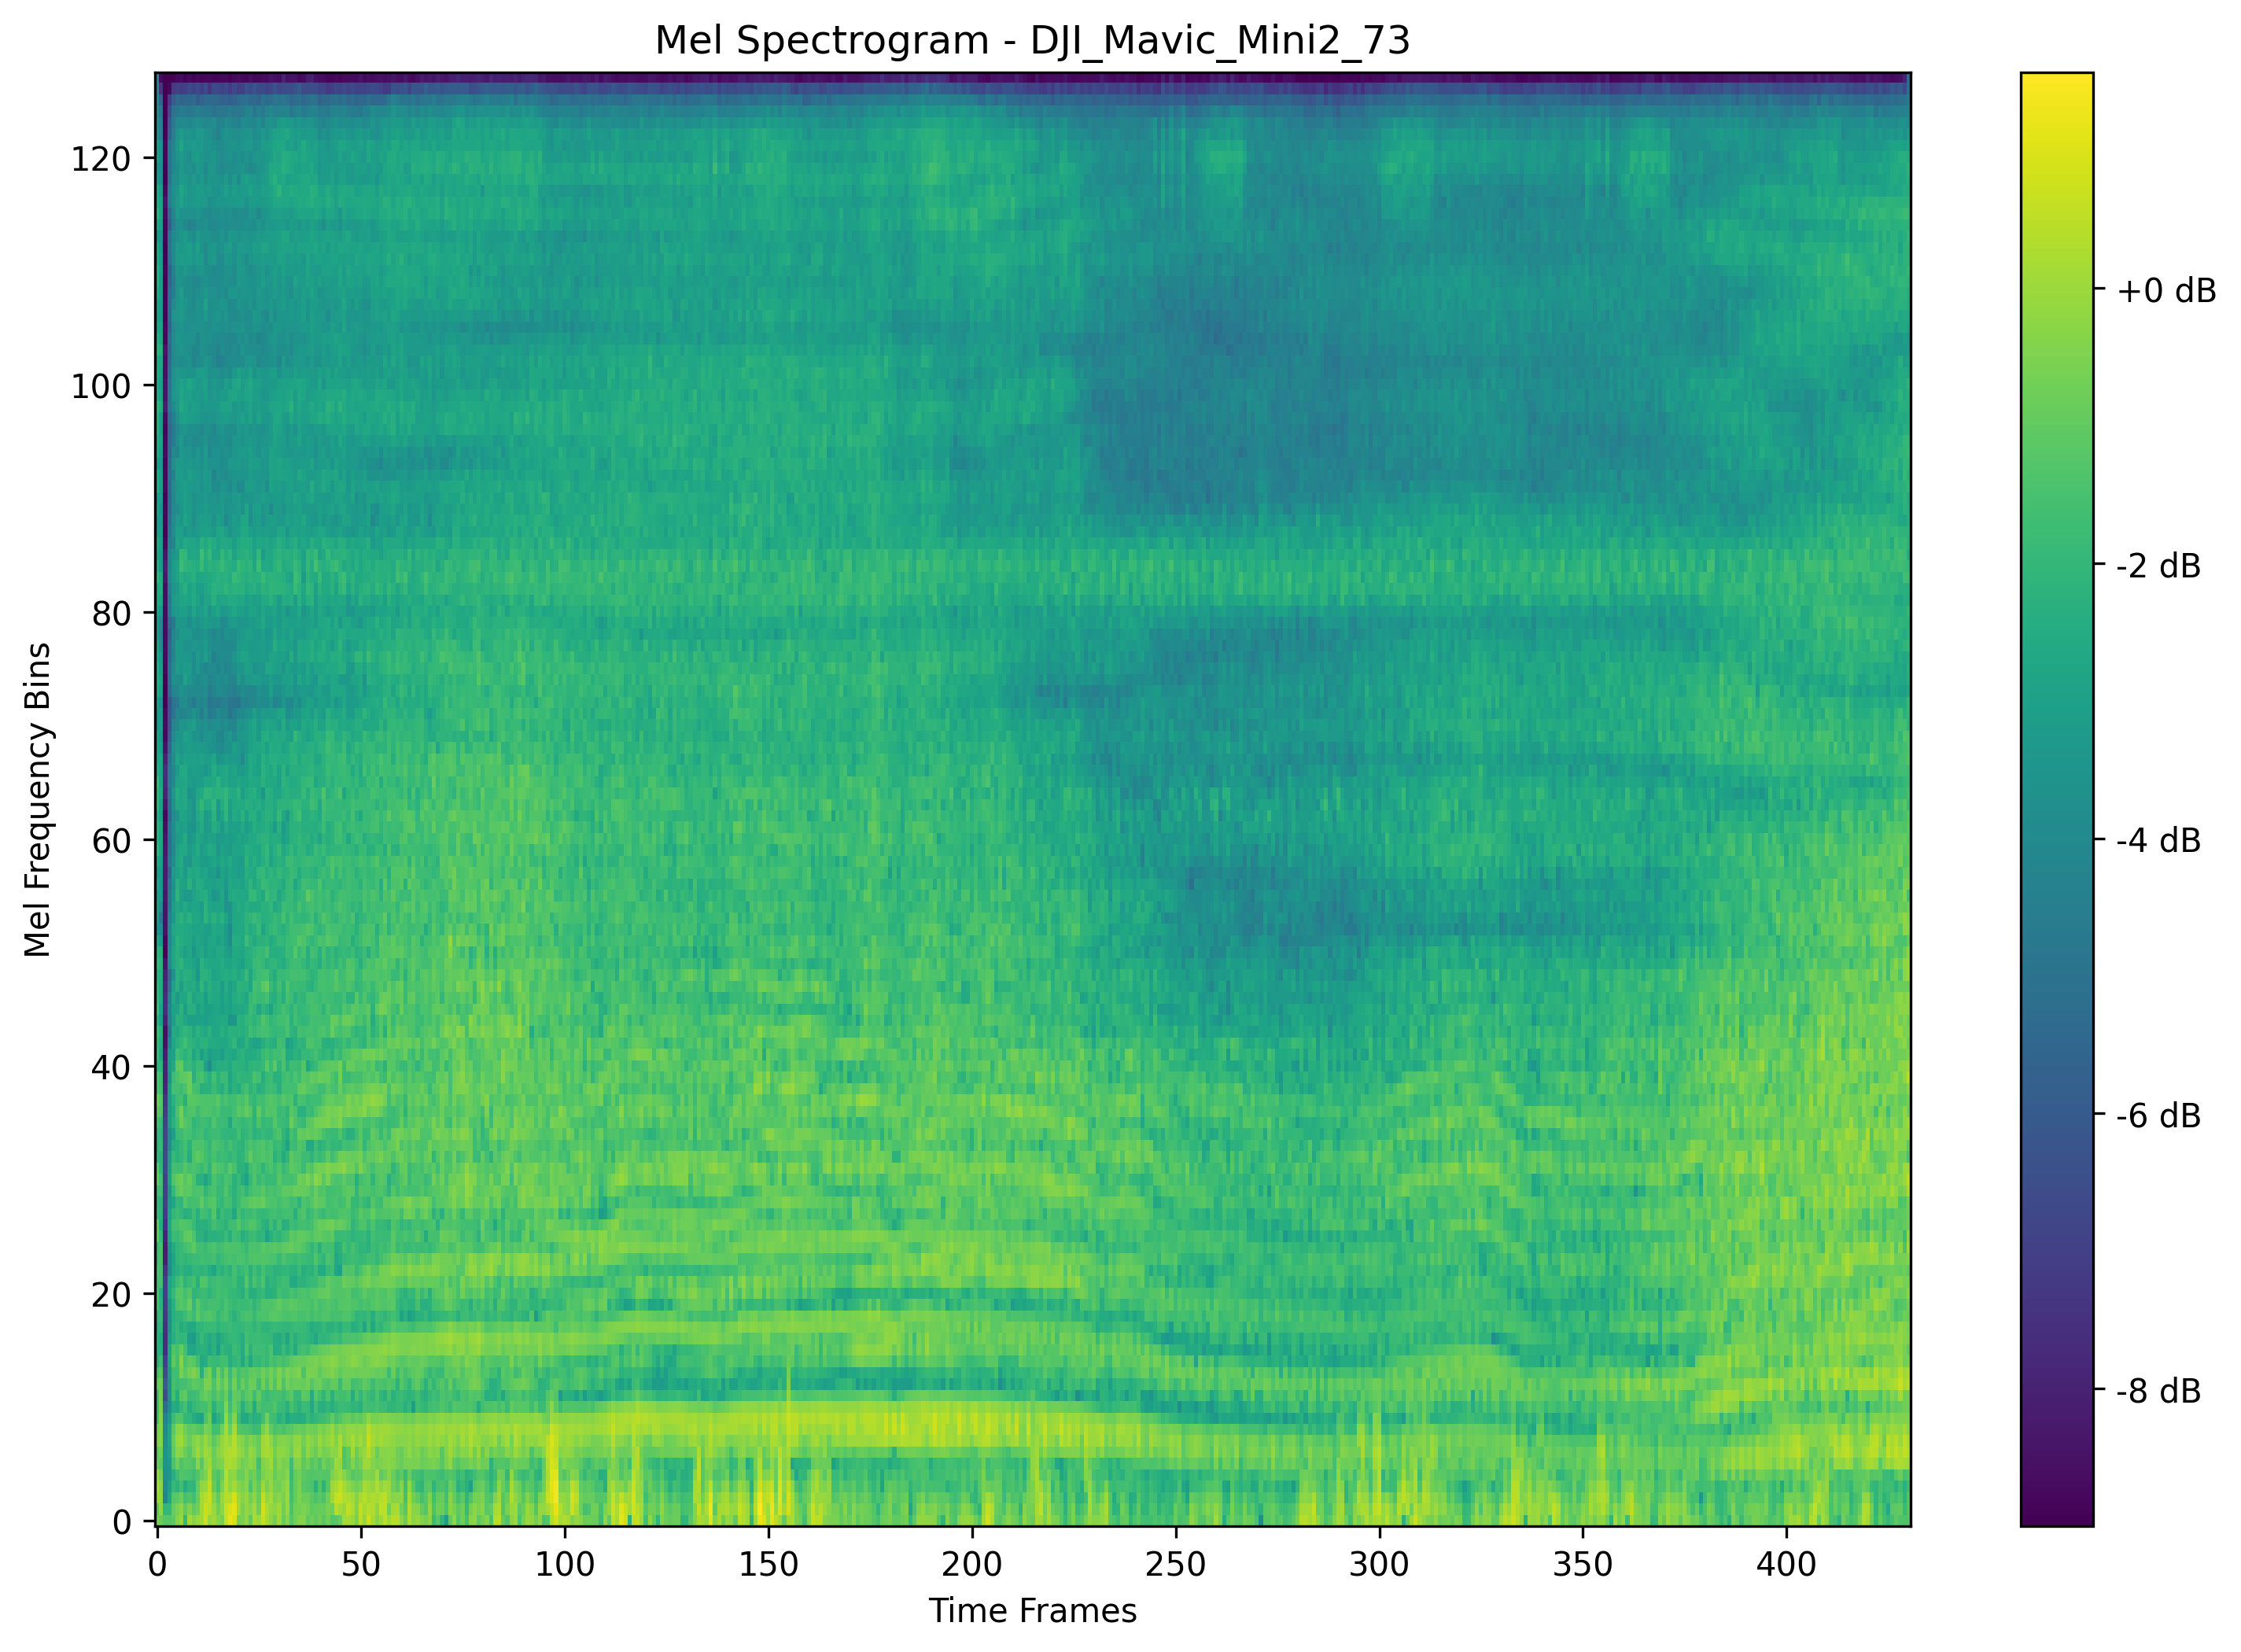 Mel Spectrogram - DJI_Mavic_Mini2_73
120
100
80
60
40
20
0
Mel Frequency Bins
0 50 100 150 200 250 300 350 400
Time Frames
+0 dB
-2 dB
-4 dB
-6 dB
-8 dB